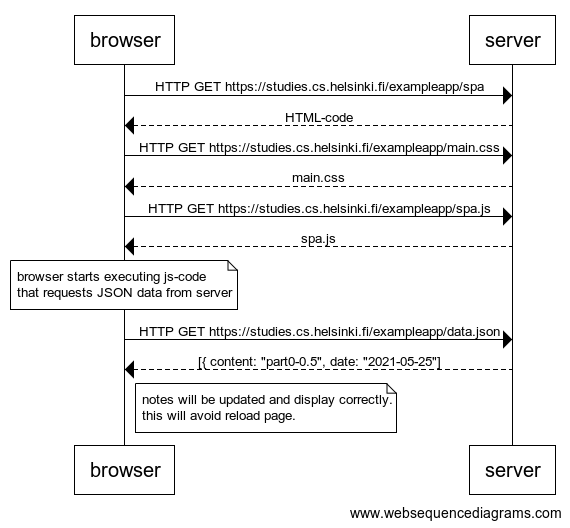 browser server
HTTP GET https://studies.cs.helsinki.fi/exampleapp/spa
HTML-code
HTTP GET https://studies.cs.helsinki.fi/exampleapp/main.css
main.css
HTTP GET https://studies.cs.helsinki.fi/exampleapp/spa.js
spa.js
browser starts executing js-code
that requests JSON data from server
HTTP GET https://studies.cs.helsinki.fi/exampleapp/data.json
[{ content: "part0-0.5", date: "2021-05-25"]
notes will be updated and display correctly.
this will avoid reload page.
browser server
www.websequencediagrams.com